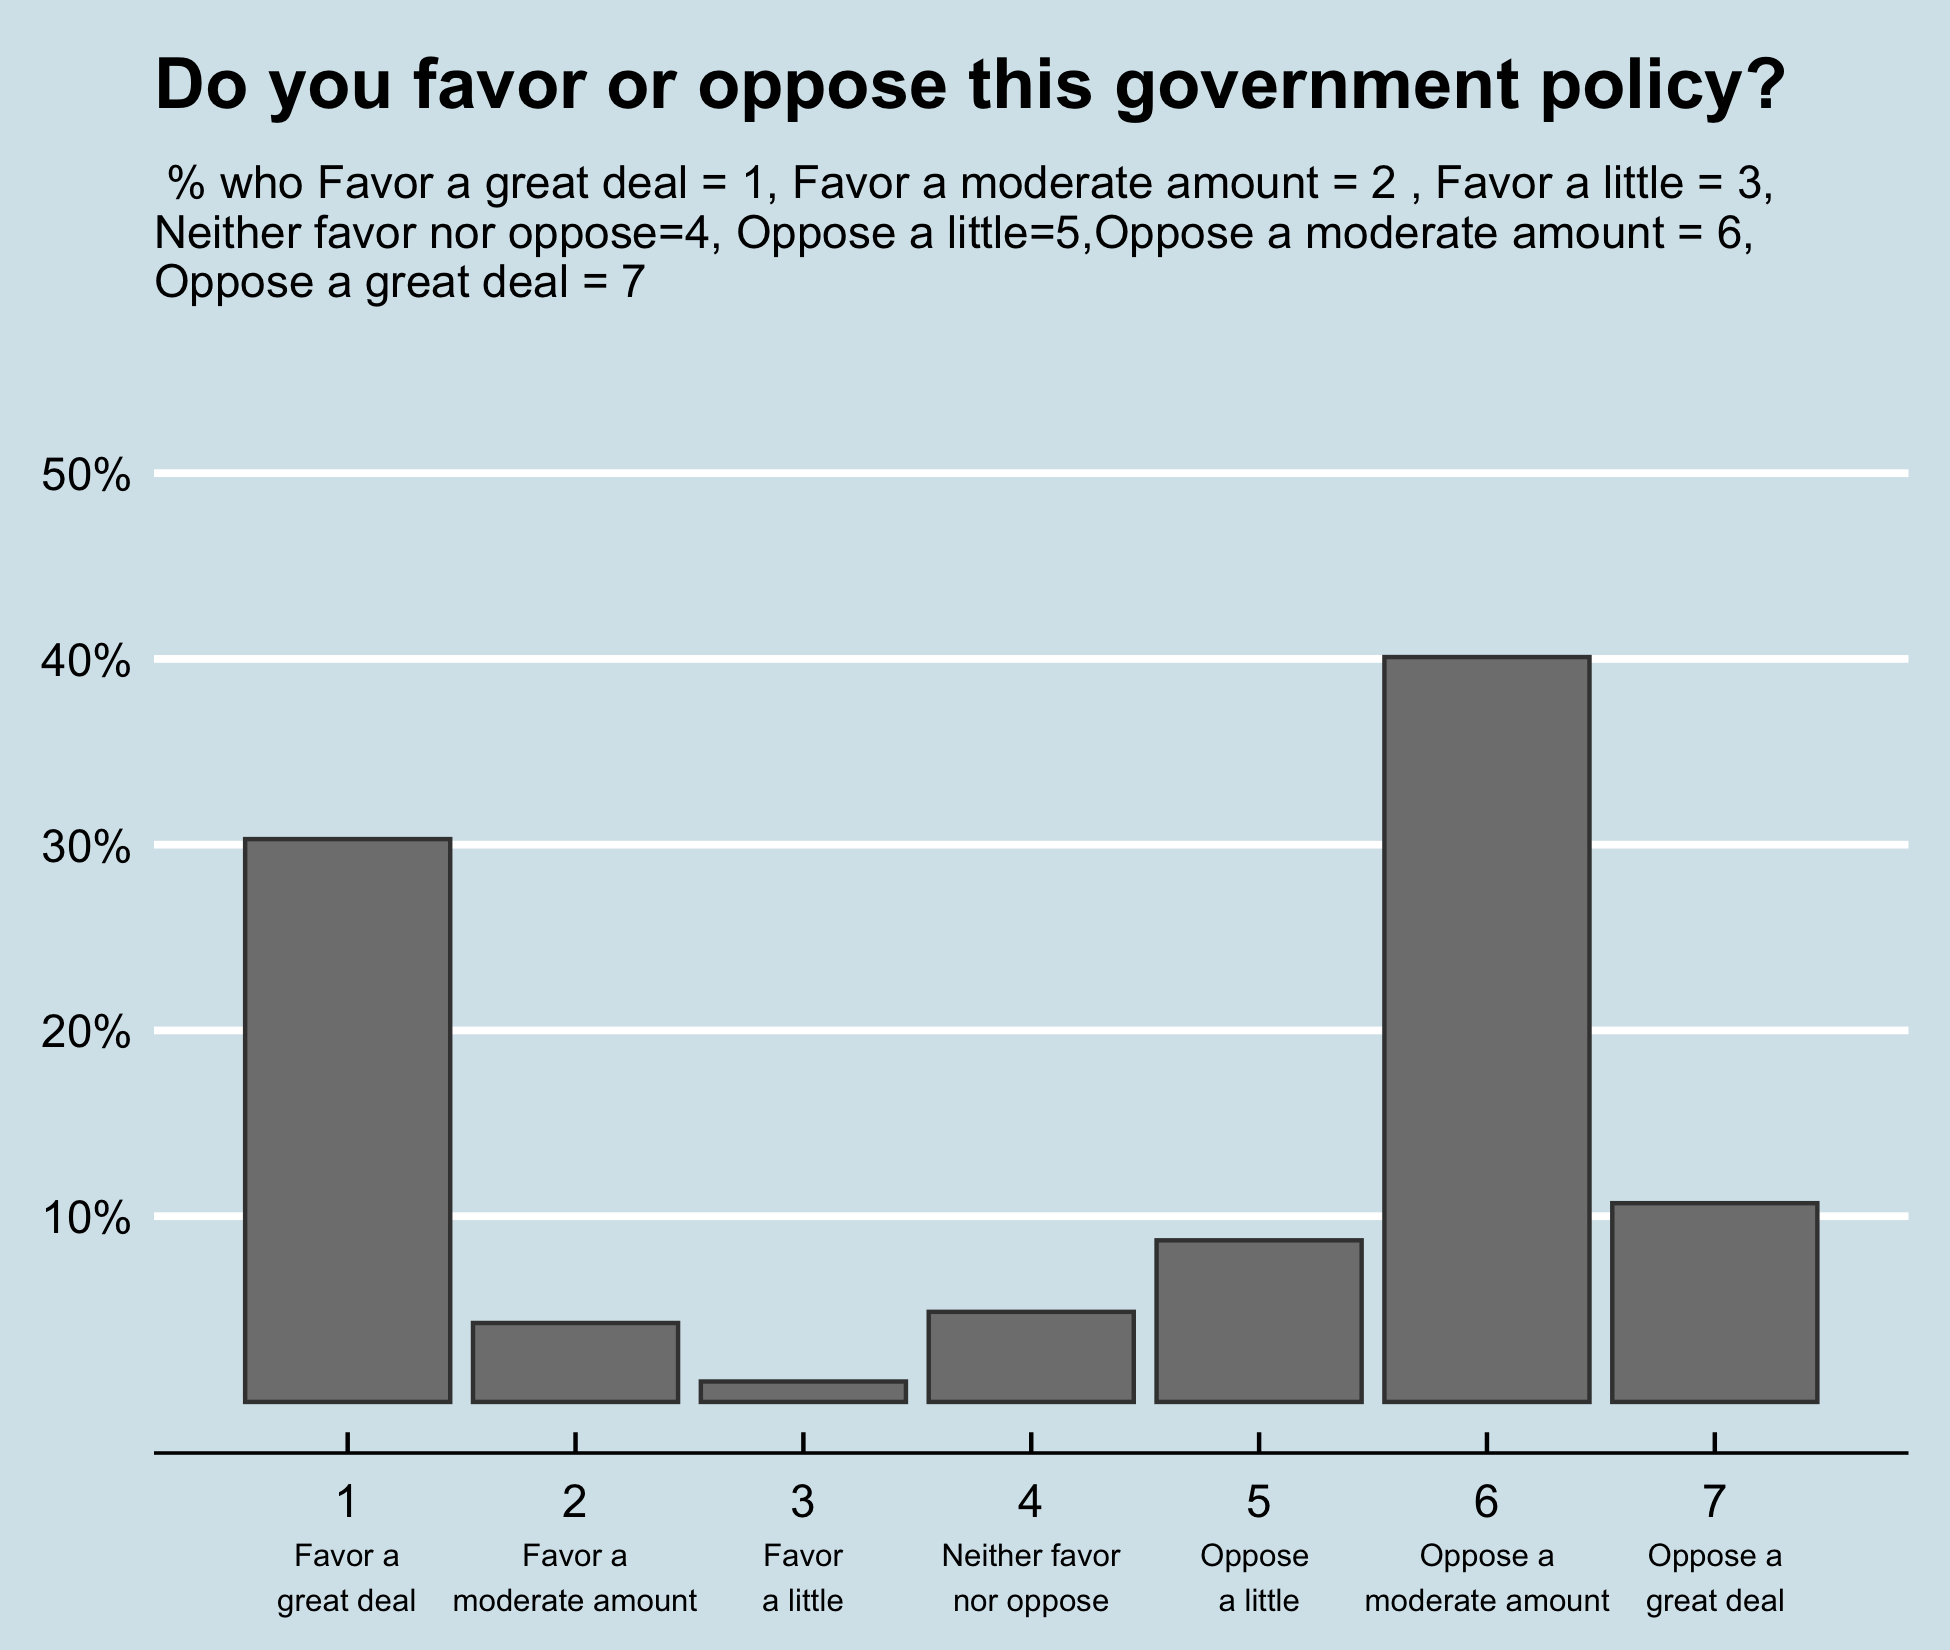 Do you favor or oppose this government policy?
% who Favor a great deal = 1, Favor a moderate amount = 2 , Favor a little = 3,
Neither favor nor oppose=4, Oppose a little=5,Oppose a moderate amount = 6,
Oppose a great deal = 7
50%
40%
30%
20%
10%
1 2 3 4 5 6 7
Favor a Favor a Favor Neither favor Oppose Oppose a Oppose a
great deal moderate amount a little nor oppose a little moderate amount great deal